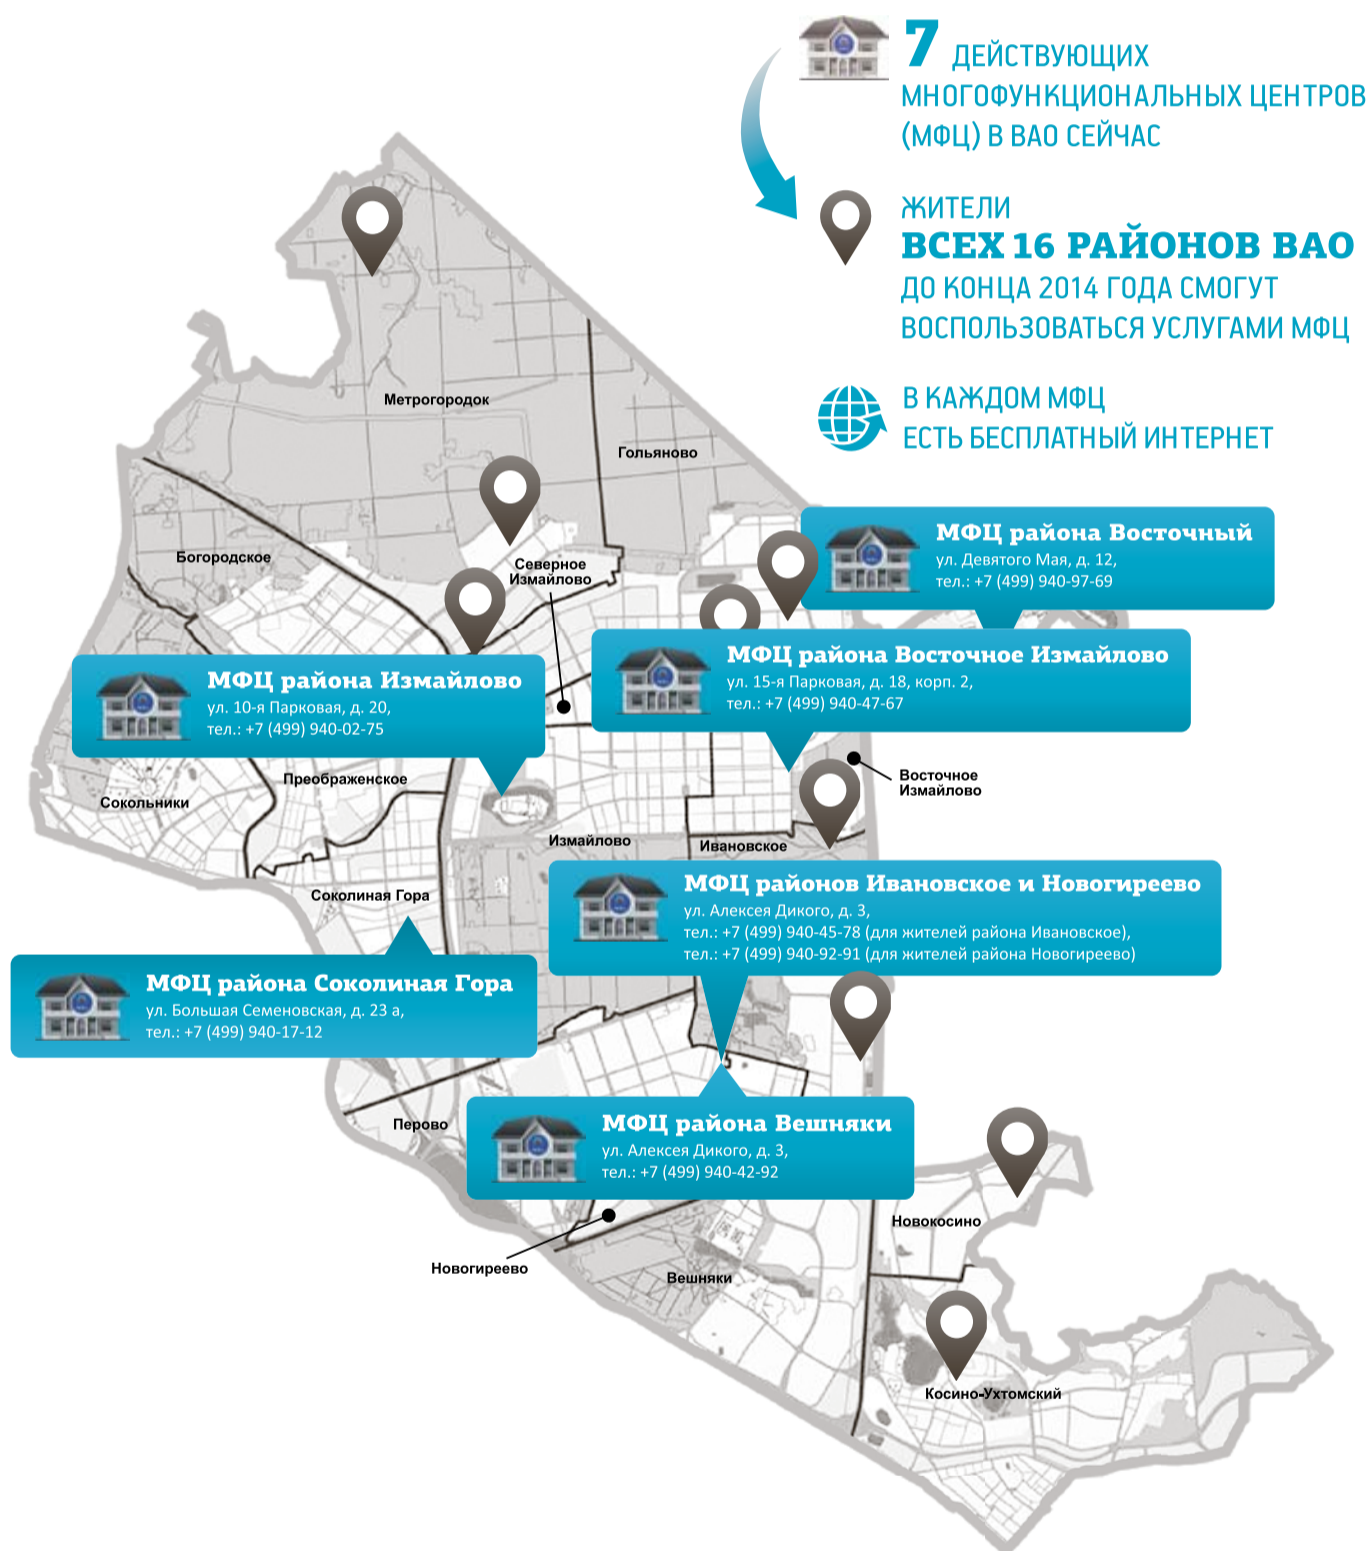 7 ДЕЙСТВУЮЩИХ
МНОГОФУНКЦИОНАЛЬНЫХ ЦЕНТРОВ
(МФЦ) В ВАО СЕЙЧАС
ЖИТЕЛИ
ВСЕХ 16 РАЙОНОВ ВАО
ДО КОНЦА 2014 ГОДА СМОГУТ
ВОСПОЛЬЗОВАТЬСЯ УСЛУГАМИ МФЦ
В КАЖДОМ МФЦ
ЕСТЬ БЕСПЛАТНЫЙ ИНТЕРНЕТ
Метрогородок
Гольяново
Богородское
Северное
Измайлово
МФЦ района Восточный
ул. Девятого Мая, д. 12,
тел.: +7 (499) 940-97-69
МФЦ района Восточное Измайлово
ул. 15-я Парковая, д. 18, корп. 2,
тел.: +7 (499) 940-47-67
МФЦ района Измайлово
ул. 10-я Парковая, д. 20,
тел.: +7 (499) 940-02-75
Преображенское
Сокольники
Восточное
Измайлово
Измайлово
Ивановское
Соколиная Гора
МФЦ районов Ивановское и Новогиреево
ул. Алексея Дикого, д. 3,
тел.: +7 (499) 940-45-78 (для жителей района Ивановское),
тел.: +7 (499) 940-92-91 (для жителей района Новогиреево)
МФЦ района Соколиная Гора
ул. Большая Семеновская, д. 23 а,
тел.: +7 (499) 940-17-12
Перово
МФЦ района Вешняки
ул. Алексея Дикого, д. 3,
тел.: +7 (499) 940-42-92
Новокосино
Новогиреево
Вешняки
Косино-Ухтомский